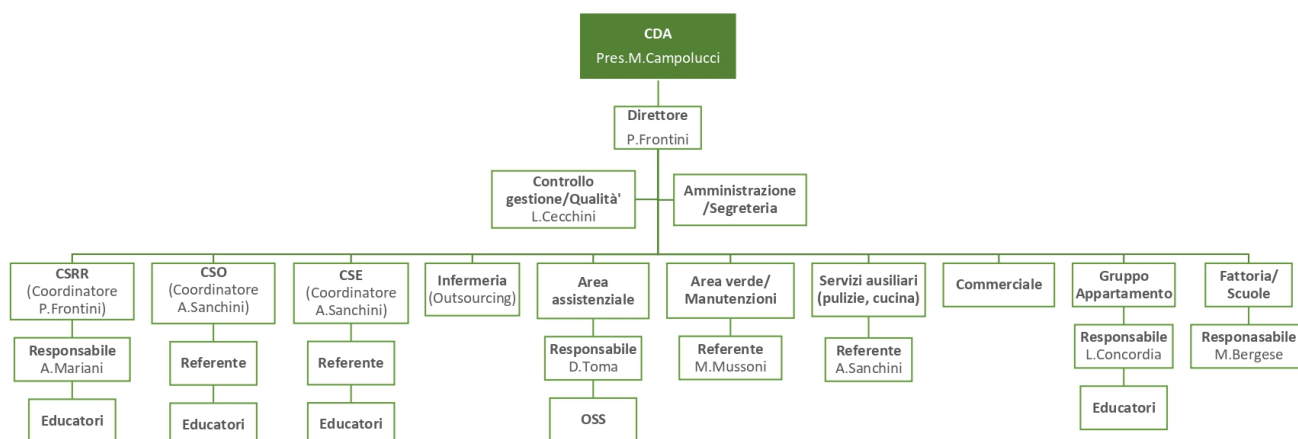 CDA
Pres.M.Campolucci
Direttore
P.Frontini
Controllo
gestione/Qualità'
L.Cecchini
Amministrazione
/Segreteria
CSRR
(Coordinatore
P.Frontini)
CSO
(Coordinatore
A.Sanchini)
CSE
(Coordinatore
A.Sanchini)
Infermeria
(Outsourcing)
Area
assistenziale
Area verde/
Manutenzioni
Servizi ausiliari
(pulizie, cucina)
Commerciale
Gruppo
Appartamento
Fattoria/
Scuole
Responsabile
A.Mariani
Referente
Referente
Responsabile
D.Toma
Referente
M.Mussoni
Referente
A.Sanchini
Responsabile
L.Concordia
Responasabile
M.Bergese
Educatori
Educatori
Educatori
OSS
Educatori